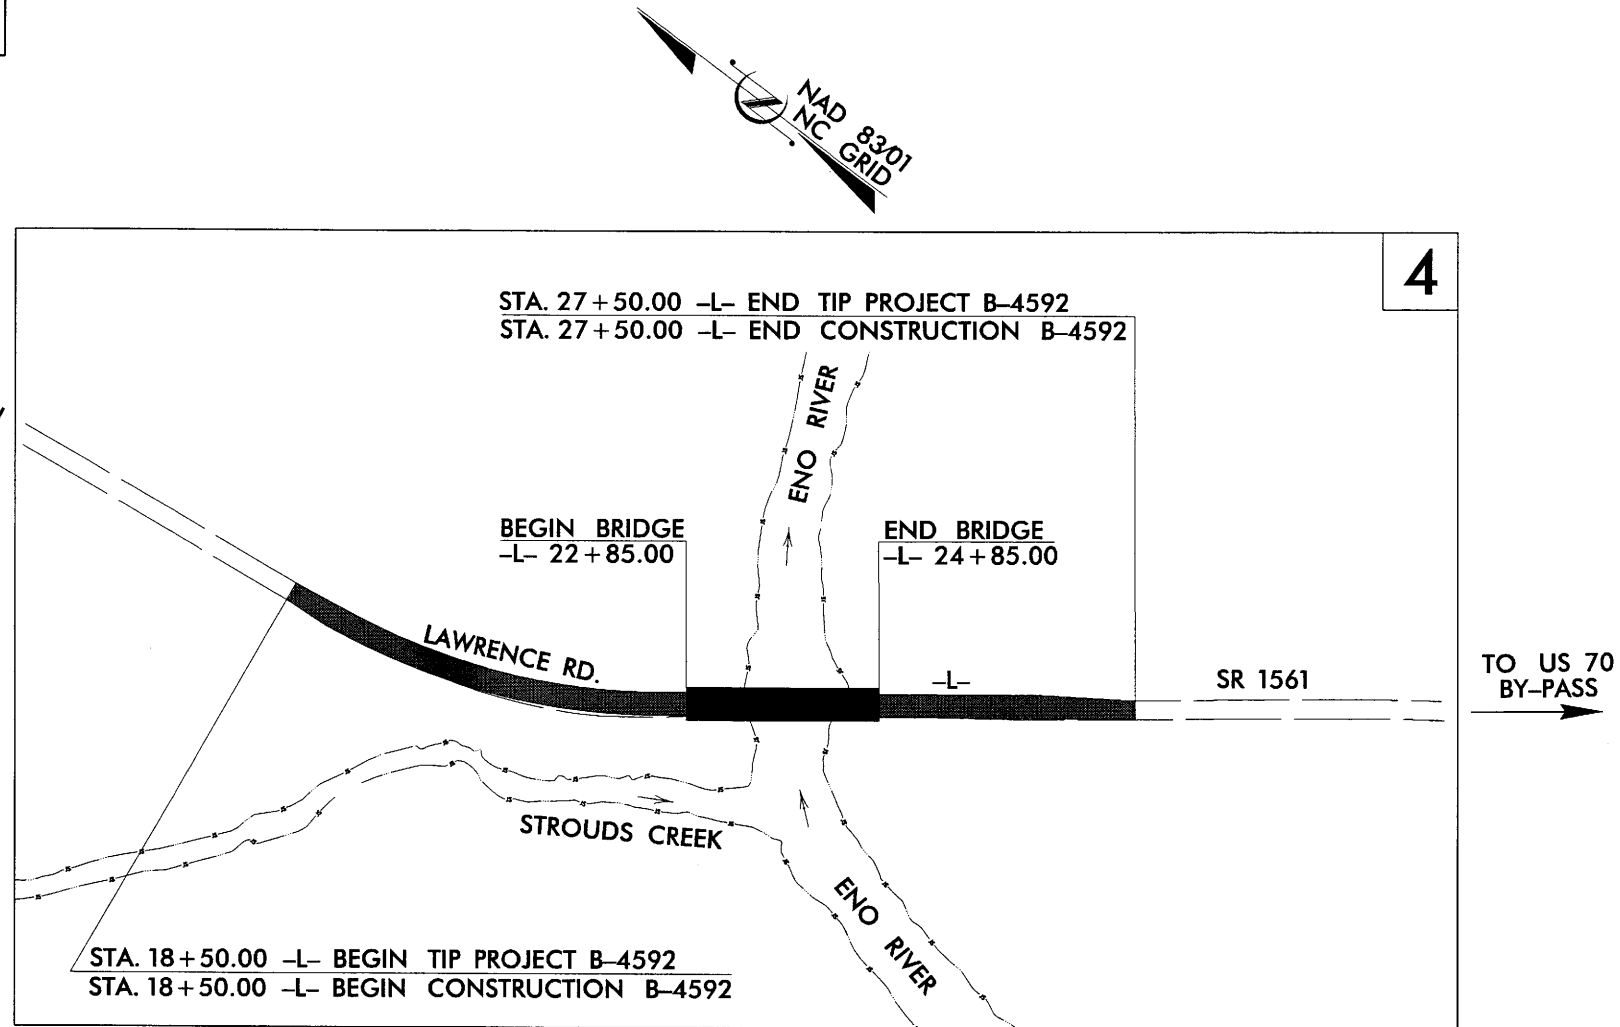 NAD 83/01
NC GRID
4
STA. 27+50.00 –L– END TIP PROJECT B–4592
STA. 27+50.00 –L– END CONSTRUCTION B–4592
ENO RIVER
BEGIN BRIDGE
–L– 22+85.00
END BRIDGE
–L– 24+85.00
LAWRENCE RD.
–L–
SR 1561
TO US 70
BY–PASS
STROUDS CREEK
ENO RIVER
STA. 18+50.00 –L– BEGIN TIP PROJECT B–4592
STA. 18+50.00 –L– BEGIN CONSTRUCTION B–4592